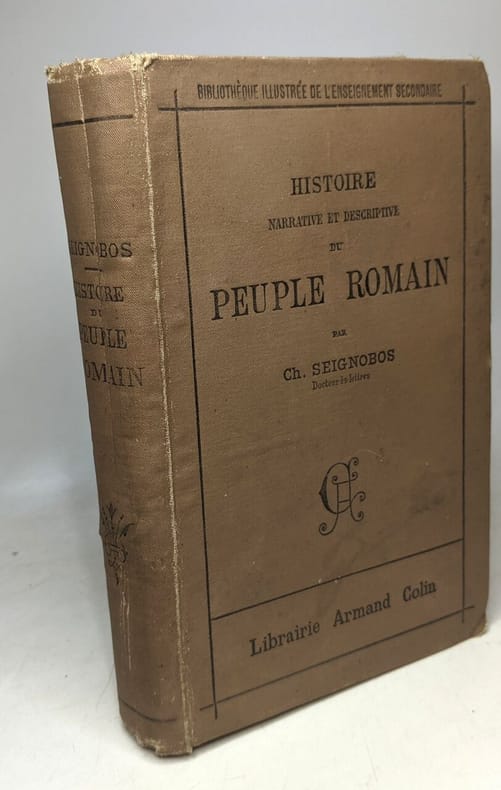 BIBLIOTHÈQUE ILLUSTRÉE DE L'ENSEIGNEMENT SECONDAIRE
HISTOIRE
NARRATIVE ET DESCRIPTIVE
DU
PEUPLE ROMAIN
PAR
Ch. SEIGNOBOS
Docteur ès lettres
Librairie Armand Colin
SEIGNOBOS
HISTOIRE
DU
PEUPLE
ROMAIN